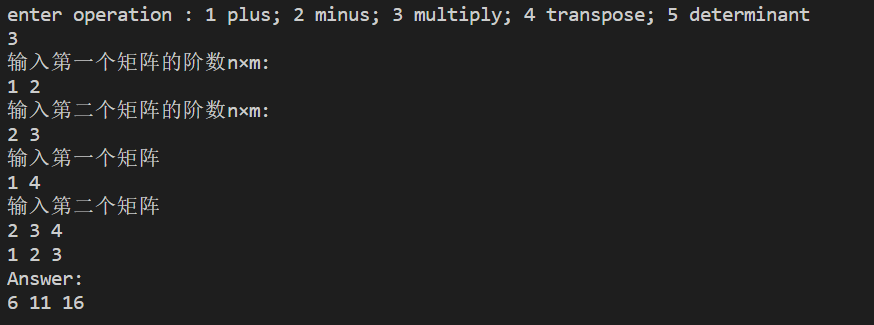 enter operation : 1 plus; 2 minus; 3 multiply; 4 transpose; 5 determinant
3
输入第一个矩阵的阶数n×m:
1 2
输入第二个矩阵的阶数n×m:
2 3
输入第一个矩阵
1 4
输入第二个矩阵
2 3 4
1 2 3
Answer:
6 11 16